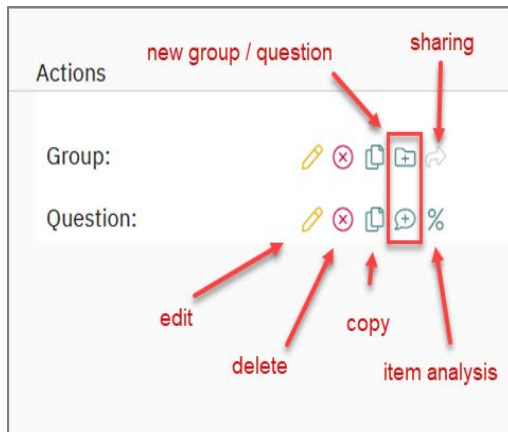 new group / question
sharing
Actions
Group:
Question:
%
edit
copy
delete
item analysis